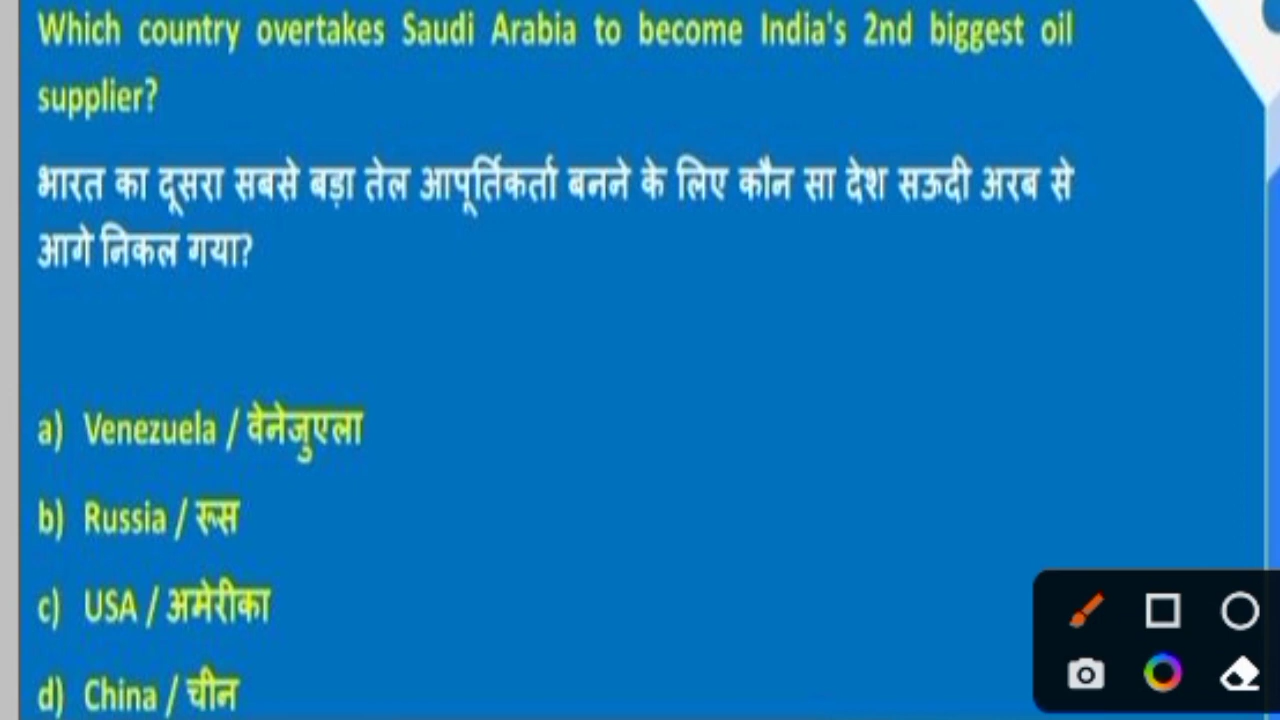 Which country overtakes Saudi Arabia to become India's 2nd biggest oil
supplier?
भारत का दूसरा सबसे बड़ा तेल आपूर्तिकर्ता बनने के लिए कौन सा देश सऊदी अरब से
आगे निकल गया?
a) Venezuela / वेनेजुएला
b) Russia / रूस
c) USA / अमेरीका
d) China / चीन